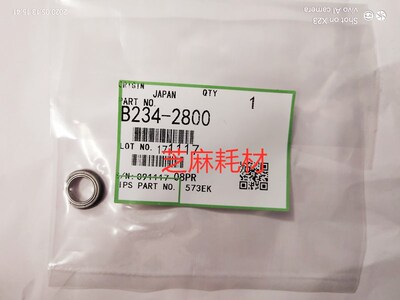 vivo AI camera
Shot on X23
ORIGIN JAPAN QTY
PART NO. 1
B234-2800
LOT NO. 171117
芝麻耗材
S/N: 091117 08PR
IPS PART NO. 573EK